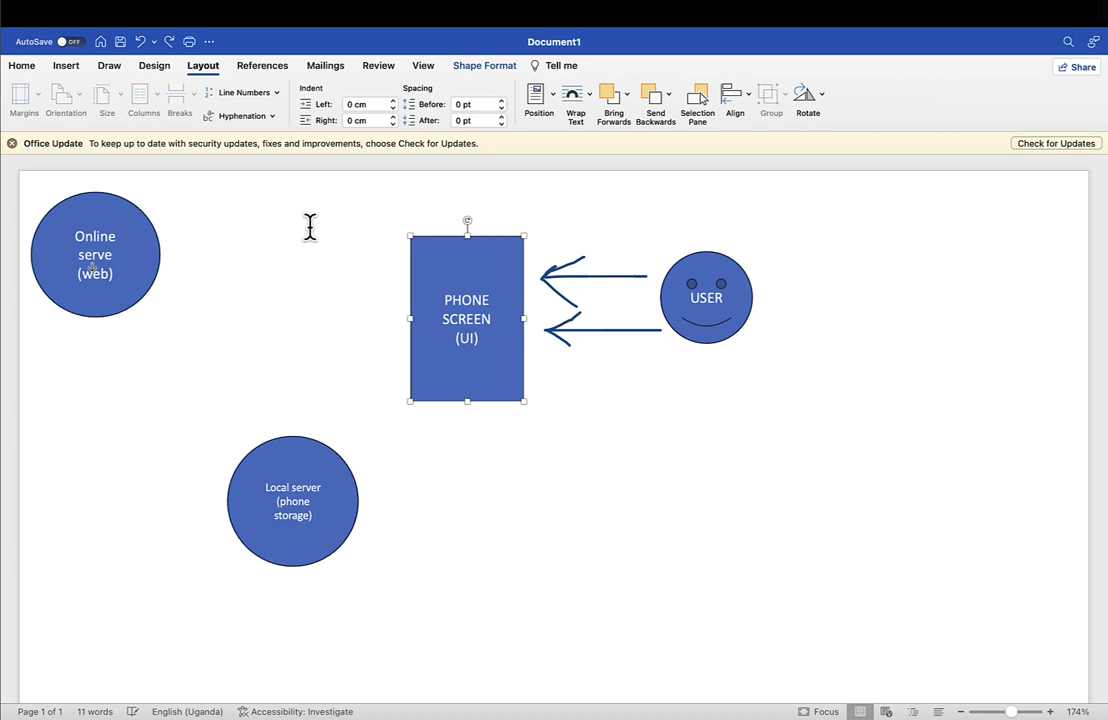 AutoSave OFF
Document1
Home Insert Draw Design Layout References Mailings Review View Shape Format Tell me
Share
Margins Orientation Size Columns Breaks
Line Numbers
Hyphenation
Indent
Left: 0 cm
Right: 0 cm
Spacing
Before: 0 pt
After: 0 pt
Position
Wrap
Text
Bring
Forwards
Send
Backwards
Selection
Pane
Align
Group
Rotate
Office Update To keep up to date with security updates, fixes and improvements, choose Check for Updates.
Check for Updates
Online
serve
(web)
PHONE
SCREEN
(UI)
USER
Local server
(phone
storage)
Page 1 of 1 11 words English (Uganda) Accessibility: Investigate Focus 174%